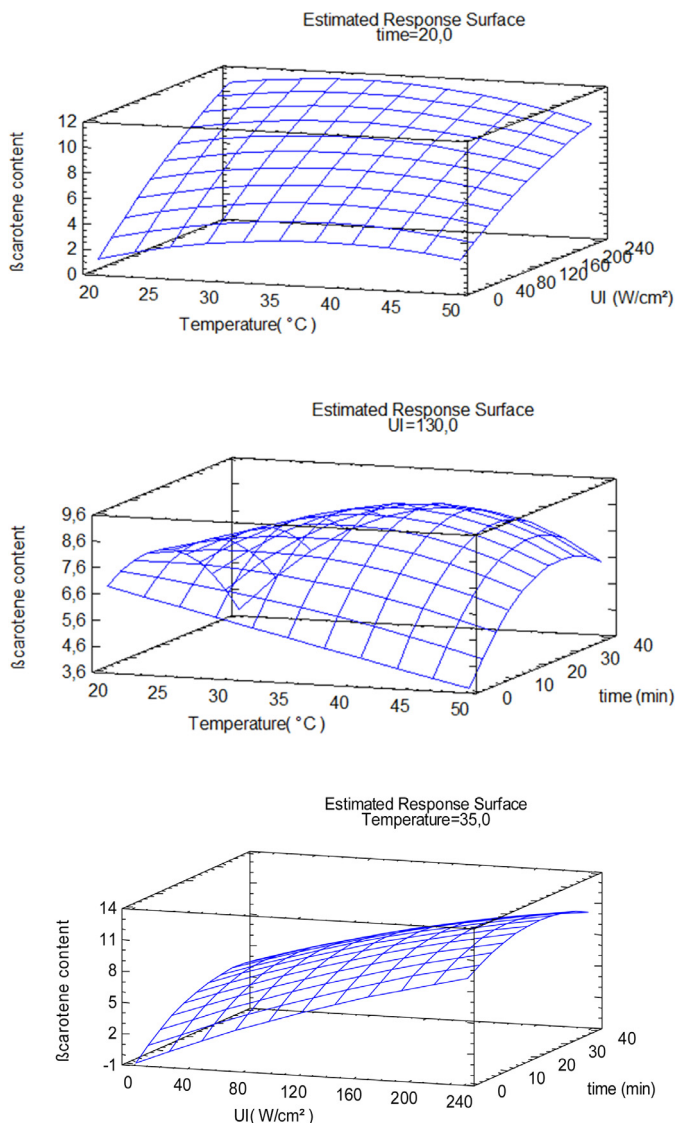 Estimated Response Surface
time=20,0
ßcarotene content
12
10
8
6
4
2
0
20 25 30 35 40 45 50
Temperature( °C )
0 40 80 120 160 200 240
UI (W/cm²)
Estimated Response Surface
UI=130,0
ßcarotene content
9,6
8,6
7,6
6,6
5,6
4,6
3,6
20 25 30 35 40 45 50
Temperature( °C )
0 10 20 30 40
time (min)
Estimated Response Surface
Temperature=35,0
ßcarotene content
14
11
8
5
2
-1
0 40 80 120 160 200 240
UI( W/cm² )
0 10 20 30 40
time (min)